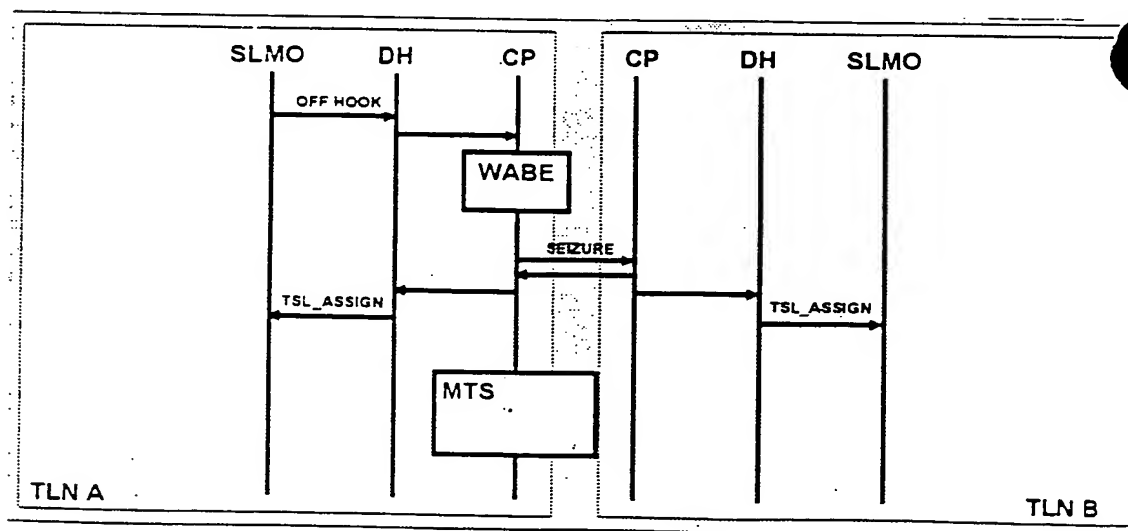 SLMO DH CP CP DH SLMO
OFF HOOK
WABE
SEIZURE
TSL_ASSIGN TSL_ASSIGN
MTS
TLN A TLN B